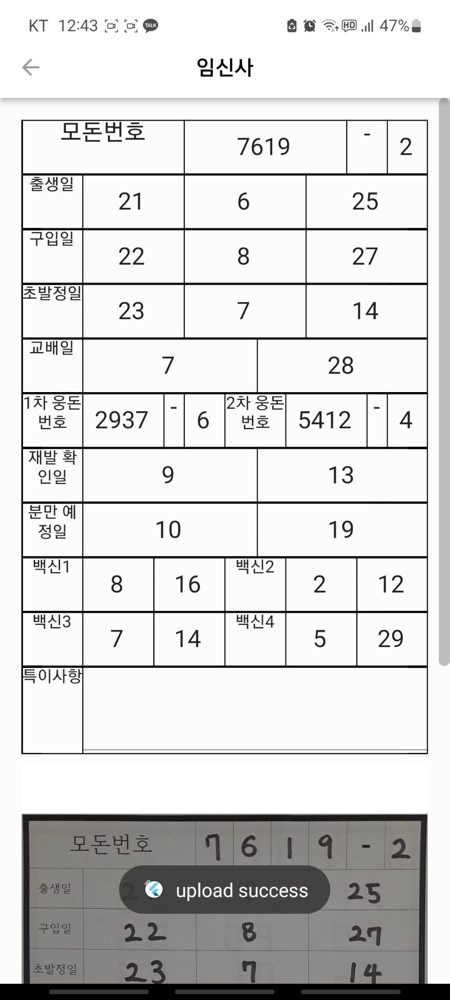 KT 12:43 TALK HD 47%
임신사
모돈번호 7619 - 2
출생일 21 6 25
구입일 22 8 27
초발정일 23 7 14
교배일 7 28
1차 웅돈
번호 2937 - 6 2차 웅돈
번호 5412 - 4
재발 확
인일 9 13
분만 예
정일 10 19
백신1 8 16 백신2 2 12
백신3 7 14 백신4 5 29
특이사항
모돈번호 7 6 1 9 - 2
출생일 25
upload success
구입일 22 8 27
초발정일 23 7 14